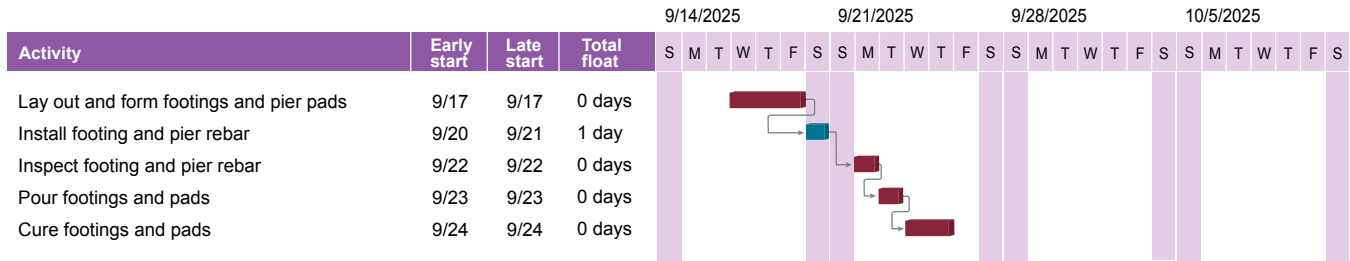 9/14/2025 9/21/2025 9/28/2025 10/5/2025
Activity Early start Late start Total float S M T W T F S S M T W T F S S M T W T F S S M T W T F S
Lay out and form footings and pier pads 9/17 9/17 0 days
Install footing and pier rebar 9/20 9/21 1 day
Inspect footing and pier rebar 9/22 9/22 0 days
Pour footings and pads 9/23 9/23 0 days
Cure footings and pads 9/24 9/24 0 days